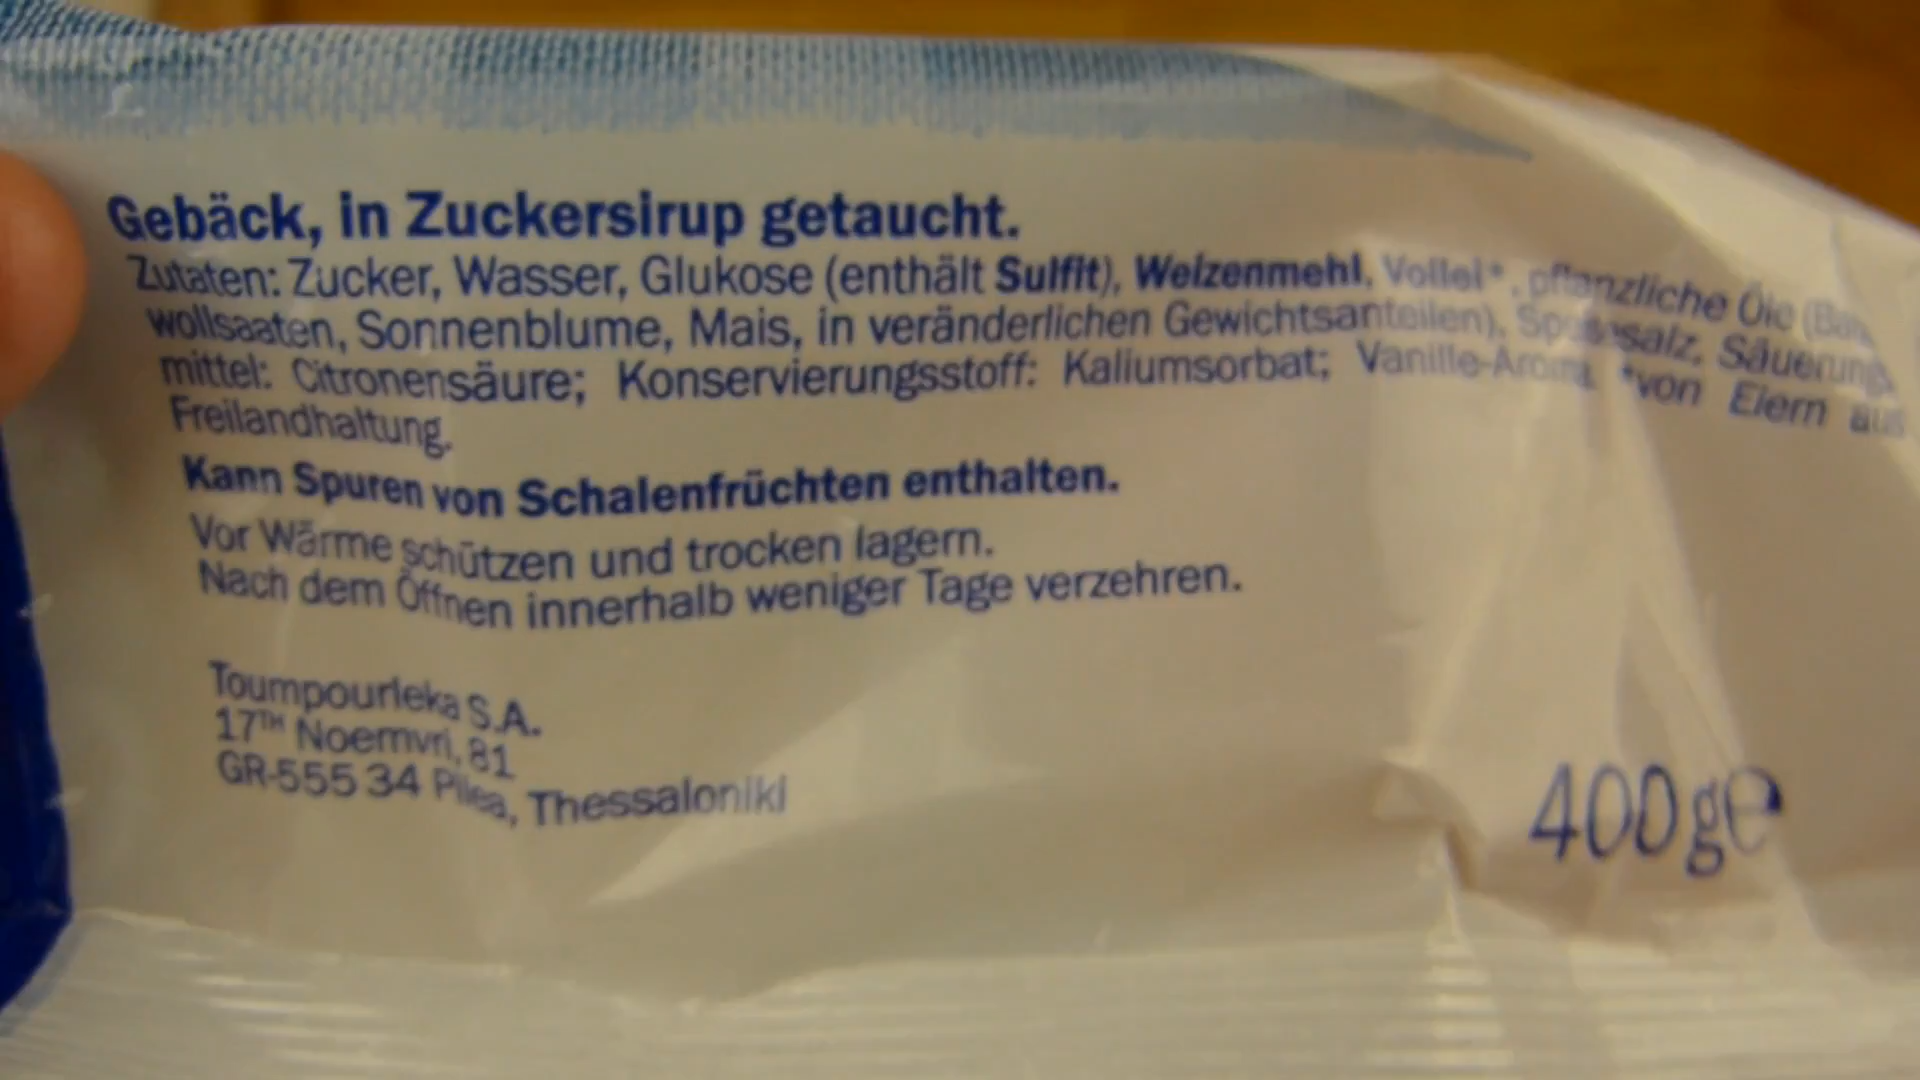 Gebäck, in Zuckersirup getaucht.
Zutaten: Zucker, Wasser, Glukose (enthält Sulfit), Weizenmehl, Vollei*, pflanzliche Öle (Bau
wollsaaten, Sonnenblume, Mais, in veränderlichen Gewichtsanteilen), Speisesalz, Säuerungs
mittel: Citronensäure; Konservierungsstoff: Kaliumsorbat; Vanille-Aroma *von Eiern aus
Freilandhaltung.
Kann Spuren von Schalenfrüchten enthalten.
Vor Wärme schützen und trocken lagern.
Nach dem Öffnen innerhalb weniger Tage verzehren.
Toumpourleka S.A.
17TH Noemvri, 81
GR-555 34 Pilea, Thessaloniki
400 g e